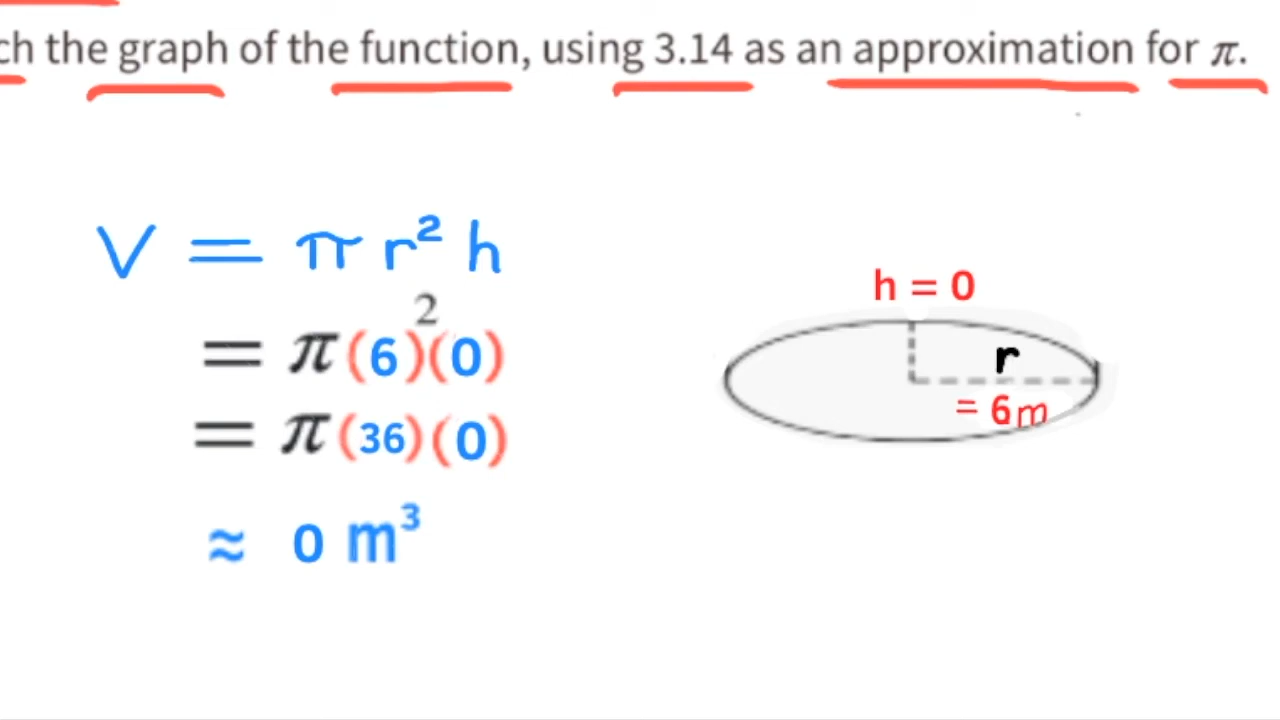 ch the graph of the function, using 3.14 as an approximation for π.
V = π r² h
= π(6)²(0)
= π(36)(0)
≈ 0 m³
h = 0
r
= 6m